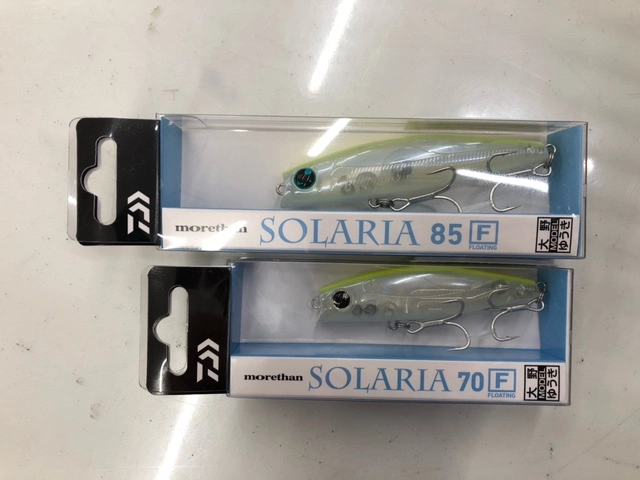 morethan SOLARIA 85 F FLOATING 大野 MODEL ゆうき
morethan SOLARIA 70 F FLOATING 大野 MODEL ゆうき